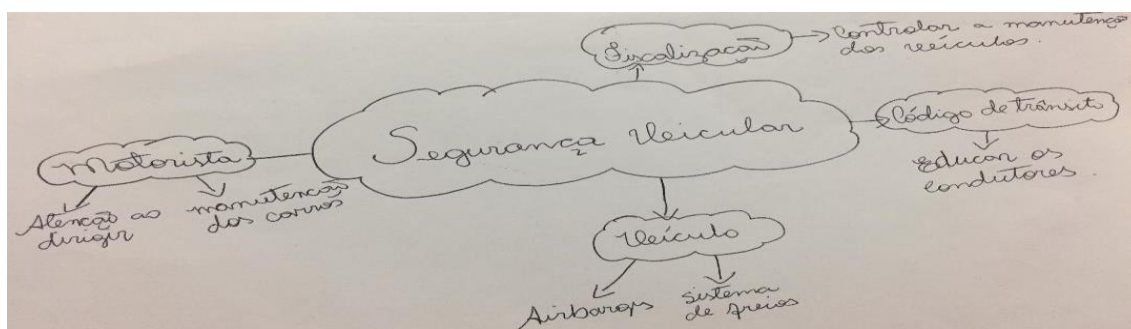 Fiscalização
Controlar a manutenço
dos veículos.
Segurança Veicular
Código de trânsito
Educar os
condutores.
Motorista
Atenção ao
dirigir
manutenção
dos carros
Veículo
Airbargs
Sistema
de freios